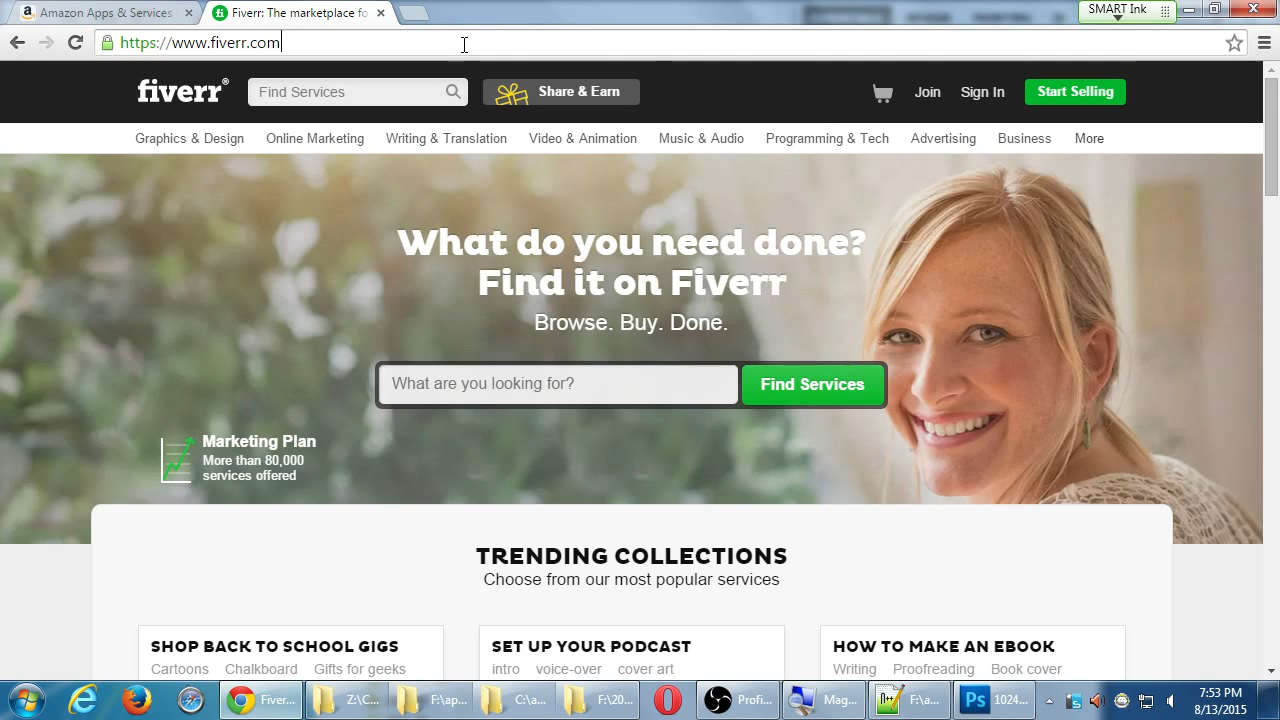 Amazon Apps & Services
Fiverr: The marketplace fo
SMART Ink
https://www.fiverr.com
fiverr®
Find Services
Share & Earn
Join
Sign In
Start Selling
Graphics & Design
Online Marketing
Writing & Translation
Video & Animation
Music & Audio
Programming & Tech
Advertising
Business
More
What do you need done?
Find it on Fiverr
Browse. Buy. Done.
What are you looking for?
Find Services
Marketing Plan
More than 80,000
services offered
TRENDING COLLECTIONS
Choose from our most popular services
SHOP BACK TO SCHOOL GIGS
Cartoons Chalkboard Gifts for geeks
SET UP YOUR PODCAST
intro voice-over cover art
HOW TO MAKE AN EBOOK
Writing Proofreading Book cover
Fiver...
Z:\C...
F:\ap...
C:\a...
F:\20...
Profi...
Mag...
F:\a...
Ps
1024...
7:53 PM
8/13/2015